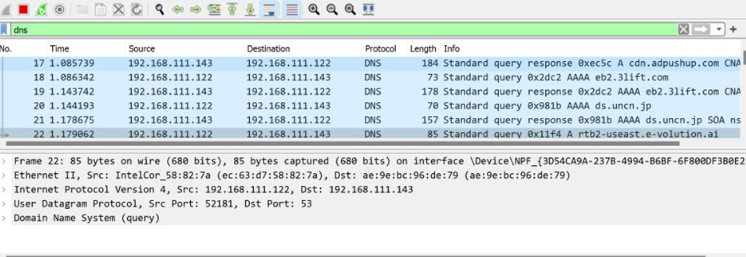 dns
No. Time Source Destination Protocol Length Info
17 1.085739 192.168.111.143 192.168.111.122 DNS 184 Standard query response 0xec5c A cdn.adpushup.com CNA
18 1.086342 192.168.111.122 192.168.111.143 DNS 73 Standard query 0x2dc2 AAAA eb2.3lift.com
19 1.143742 192.168.111.143 192.168.111.122 DNS 178 Standard query response 0x2dc2 AAAA eb2.3lift.com CNA
20 1.144193 192.168.111.122 192.168.111.143 DNS 70 Standard query 0x981b AAAA ds.uncn.jp
21 1.178675 192.168.111.143 192.168.111.122 DNS 157 Standard query response 0x981b AAAA ds.uncn.jp SOA ns
22 1.179062 192.168.111.122 192.168.111.143 DNS 85 Standard query 0x11f4 A rtb2-useast.e-volution.ai
Frame 22: 85 bytes on wire (680 bits), 85 bytes captured (680 bits) on interface \Device\NPF_{3D54CA9A-237B-4994-B6BF-6F800DF3B0E2
Ethernet II, Src: IntelCor_58:82:7a (ec:63:d7:58:82:7a), Dst: ae:9e:bc:96:de:79 (ae:9e:bc:96:de:79)
Internet Protocol Version 4, Src: 192.168.111.122, Dst: 192.168.111.143
User Datagram Protocol, Src Port: 52181, Dst Port: 53
Domain Name System (query)